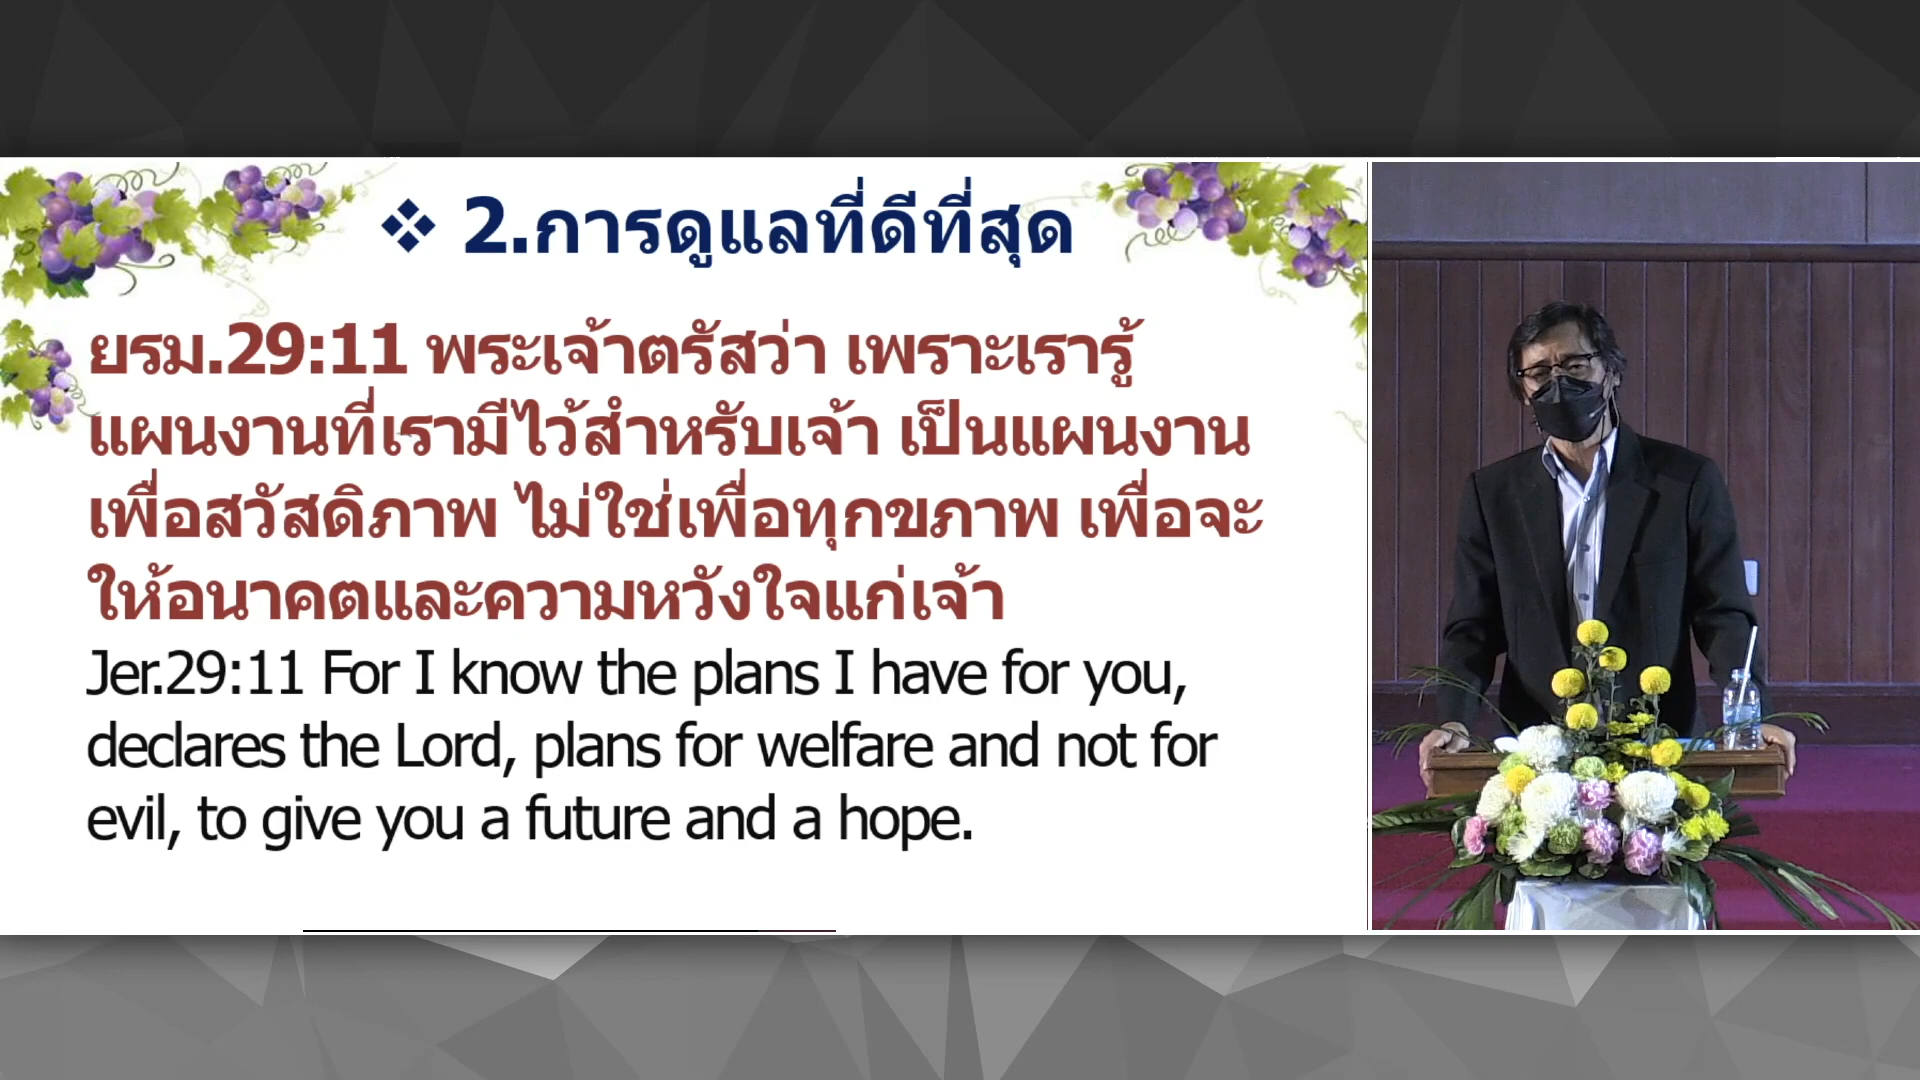 ❖ 2.การดูแลที่ดีที่สุด
ยรม.29:11 พระเจ้าตรัสว่า เพราะเรารู้
แผนงานที่เรามีไว้สำหรับเจ้า เป็นแผนงาน
เพื่อสวัสดิภาพ ไม่ใช่เพื่อทุกขภาพ เพื่อจะ
ให้อนาคตและความหวังใจแก่เจ้า
Jer.29:11 For I know the plans I have for you,
declares the Lord, plans for welfare and not for
evil, to give you a future and a hope.